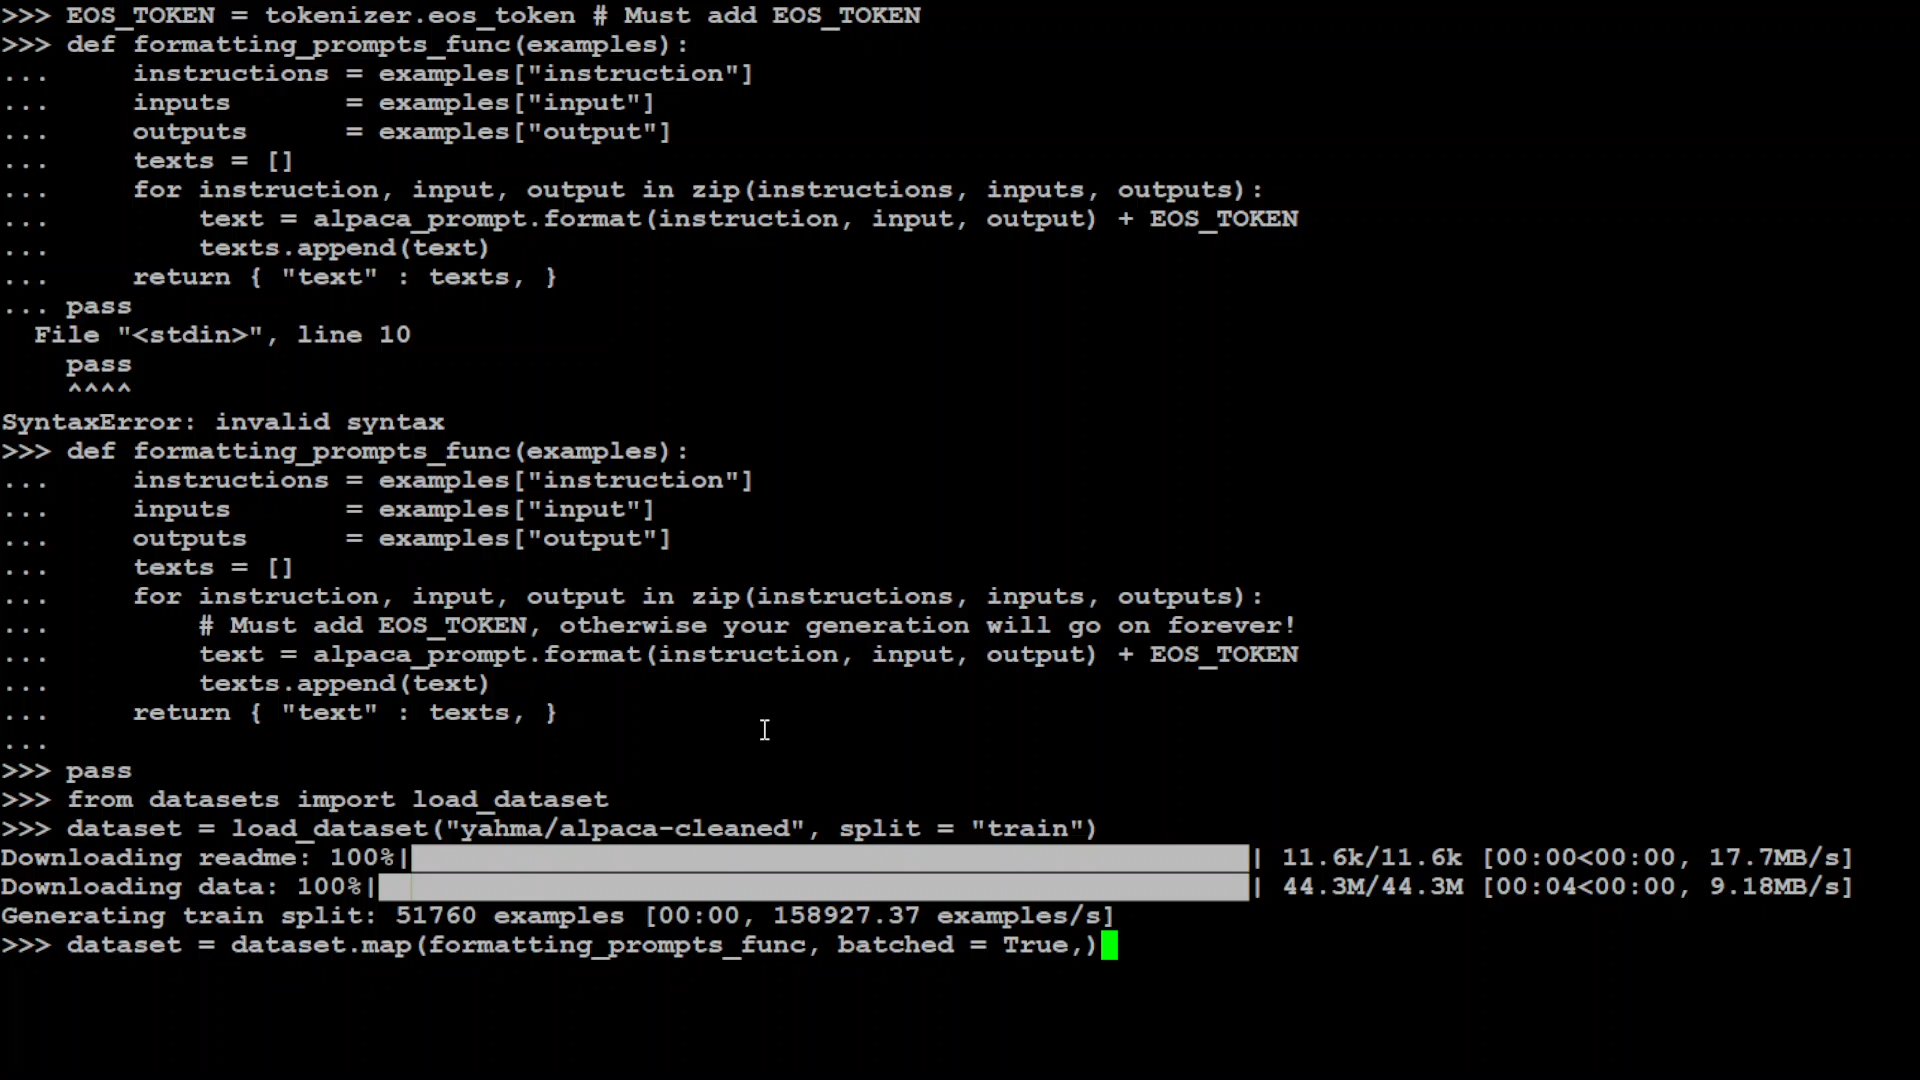 >>> EOS_TOKEN = tokenizer.eos_token # Must add EOS_TOKEN
>>> def formatting_prompts_func(examples):
...     instructions = examples["instruction"]
...     inputs       = examples["input"]
...     outputs      = examples["output"]
...     texts = []
...     for instruction, input, output in zip(instructions, inputs, outputs):
...         text = alpaca_prompt.format(instruction, input, output) + EOS_TOKEN
...         texts.append(text)
...     return { "text" : texts, }
... pass
  File "<stdin>", line 10
    pass
    ^^^^
SyntaxError: invalid syntax
>>> def formatting_prompts_func(examples):
...     instructions = examples["instruction"]
...     inputs       = examples["input"]
...     outputs      = examples["output"]
...     texts = []
...     for instruction, input, output in zip(instructions, inputs, outputs):
...         # Must add EOS_TOKEN, otherwise your generation will go on forever!
...         text = alpaca_prompt.format(instruction, input, output) + EOS_TOKEN
...         texts.append(text)
...     return { "text" : texts, }
...
>>> pass
>>> from datasets import load_dataset
>>> dataset = load_dataset("yahma/alpaca-cleaned", split = "train")
Downloading readme: 100%| | 11.6k/11.6k [00:00<00:00, 17.7MB/s]
Downloading data: 100%| | 44.3M/44.3M [00:04<00:00, 9.18MB/s]
Generating train split: 51760 examples [00:00, 158927.37 examples/s]
>>> dataset = dataset.map(formatting_prompts_func, batched = True,)